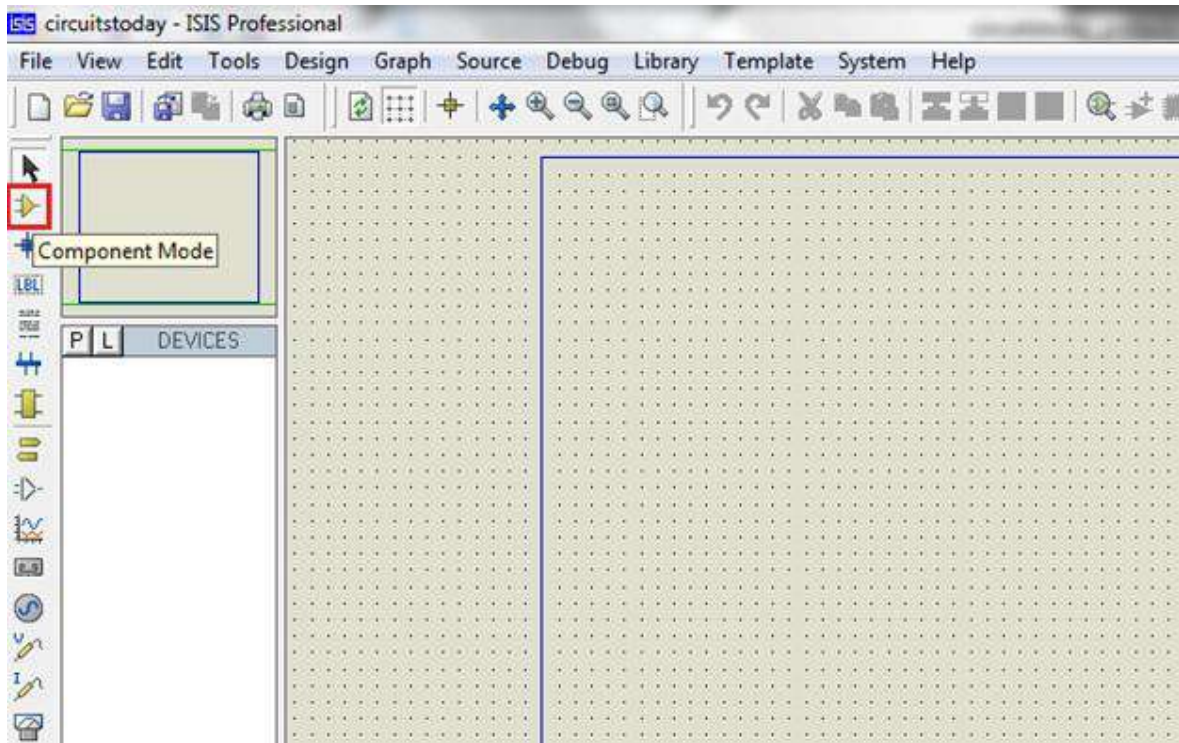 ISIS circuitstoday - ISIS Professional
File View Edit Tools Design Graph Source Debug Library Template System Help
Component Mode
LBL
P L DEVICES
V
I